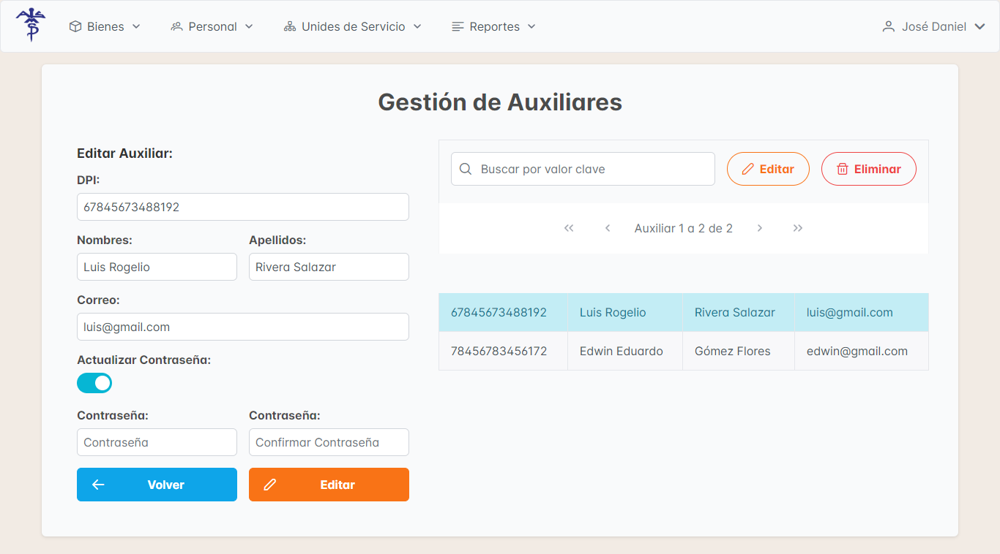 Bienes
Personal
Unides de Servicio
Reportes
José Daniel
Gestión de Auxiliares
Editar Auxiliar:
DPI:
67845673488192
Nombres: Apellidos:
Luis Rogelio Rivera Salazar
Correo:
luis@gmail.com
Actualizar Contraseña:
Contraseña: Contraseña:
Contraseña Confirmar Contraseña
Volver Editar
Buscar por valor clave Editar Eliminar
Auxiliar 1 a 2 de 2
67845673488192 Luis Rogelio Rivera Salazar luis@gmail.com
78456783456172 Edwin Eduardo Gómez Flores edwin@gmail.com